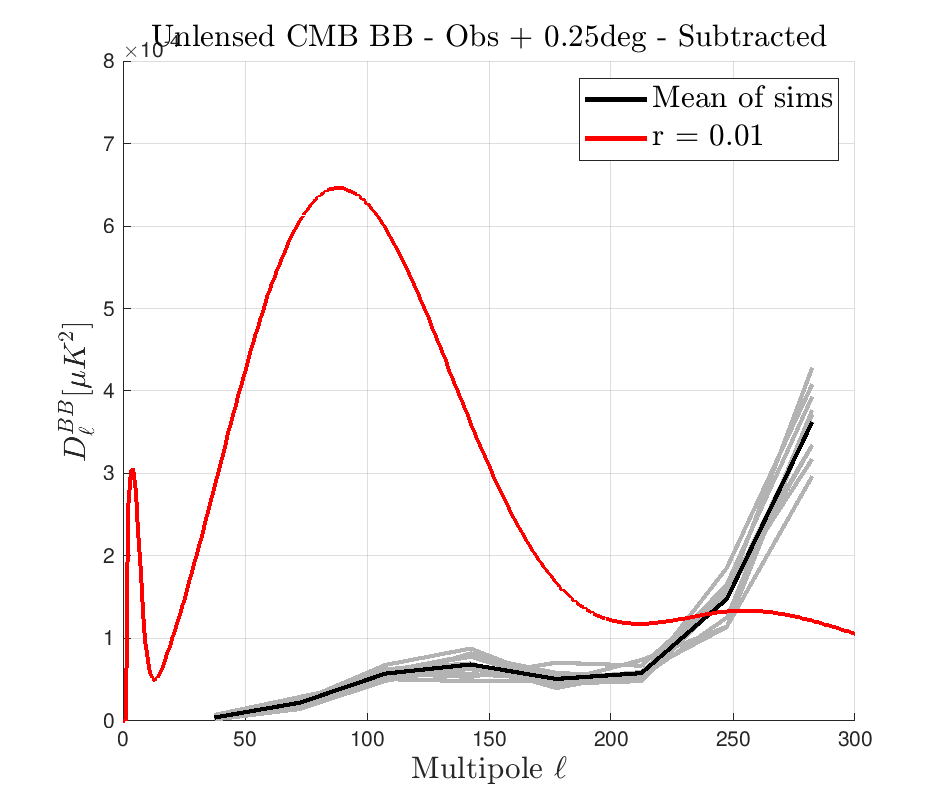 Unlensed CMB BB - Obs + 0.25deg - Subtracted
×10⁻⁴
8
7
6
5
4
3
2
1
0
D_ℓ^{BB}[μK²]
Mean of sims
r = 0.01
0 50 100 150 200 250 300
Multipole ℓ